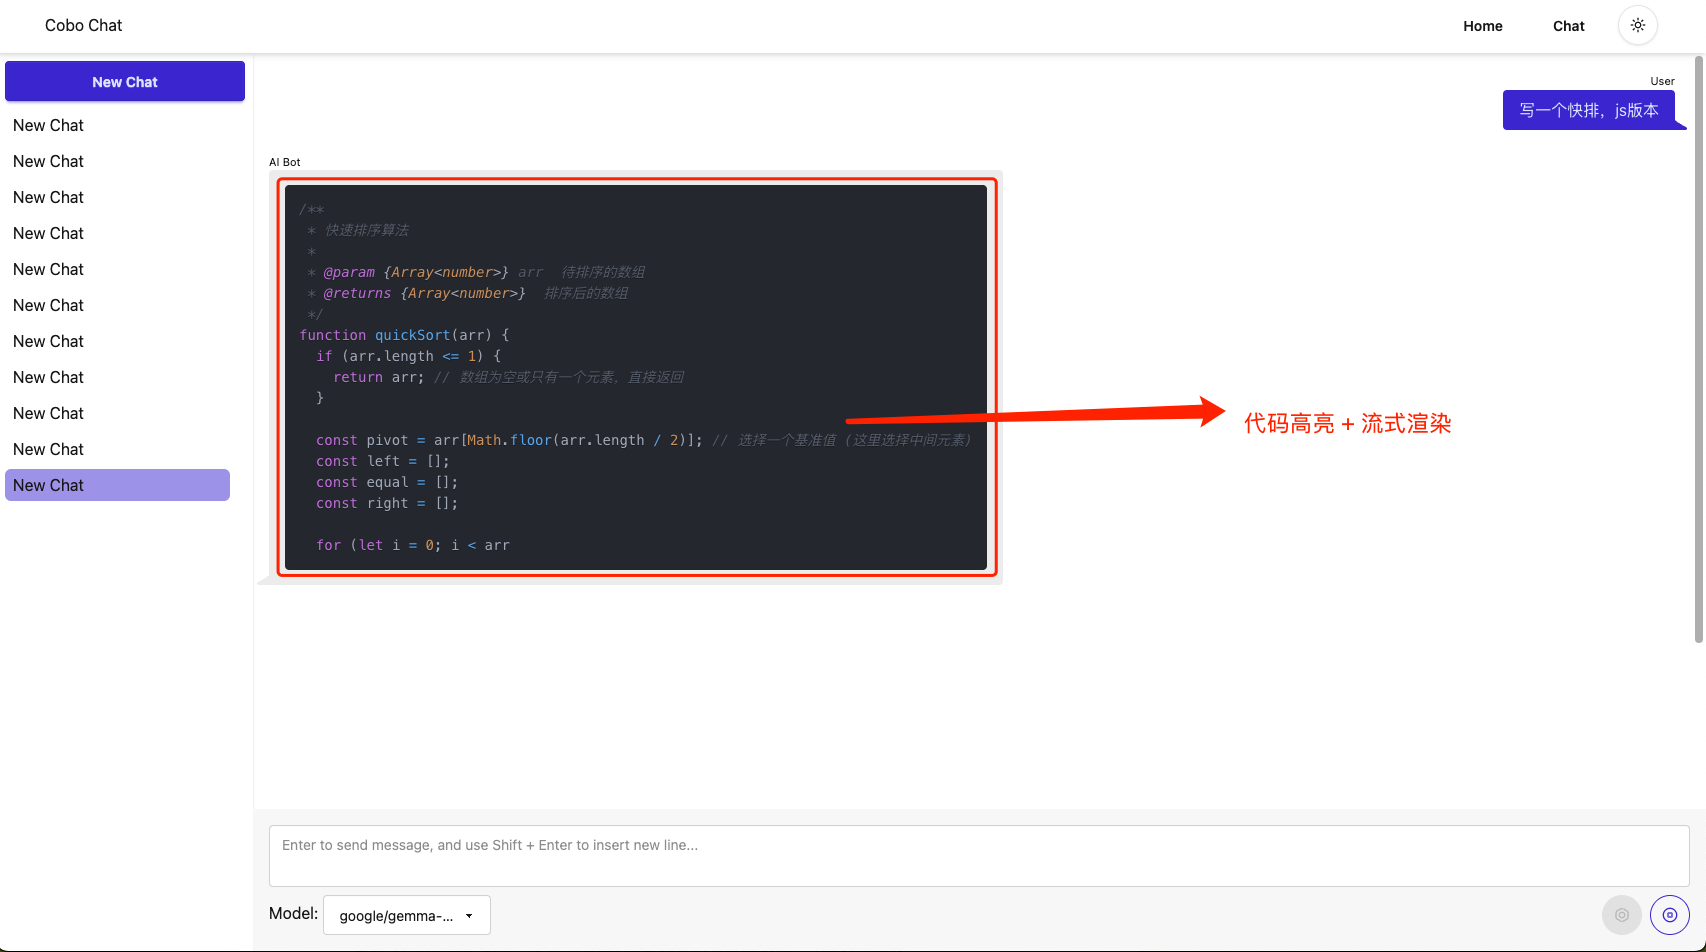 Cobo Chat
Home
Chat
New Chat
New Chat
New Chat
New Chat
New Chat
New Chat
New Chat
New Chat
New Chat
New Chat
New Chat
New Chat
User
写一个快排，js版本
AI Bot
/**
 * 快速排序算法
 *
 * @param {Array<number>} arr  待排序的数组
 * @returns {Array<number>}  排序后的数组
 */
function quickSort(arr) {
  if (arr.length <= 1) {
    return arr; // 数组为空或只有一个元素，直接返回
  }
  const pivot = arr[Math.floor(arr.length / 2)]; // 选择一个基准值 (这里选择中间元素)
  const left = [];
  const equal = [];
  const right = [];
  for (let i = 0; i < arr
代码高亮 + 流式渲染
Enter to send message, and use Shift + Enter to insert new line...
Model:
google/gemma-...